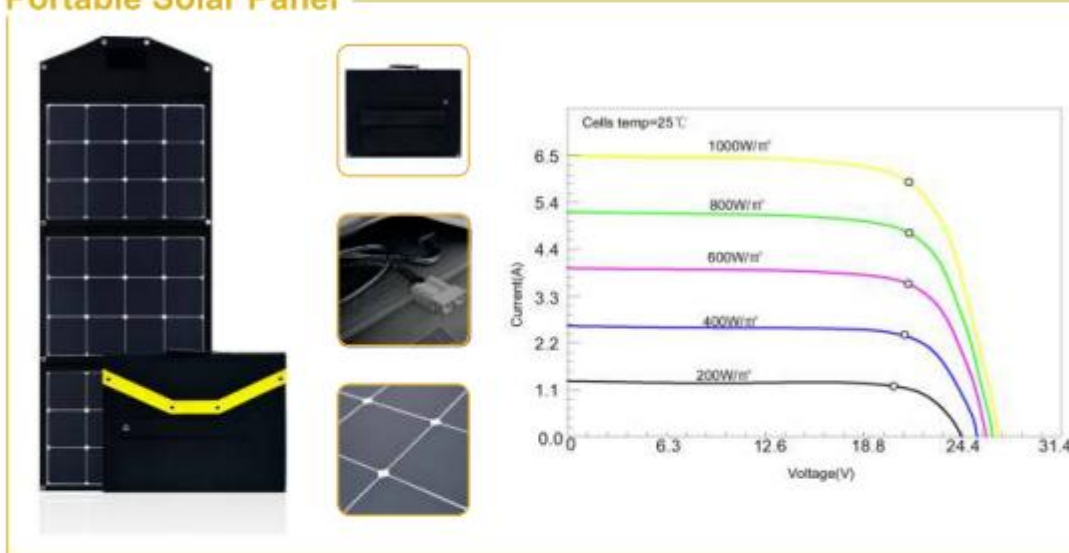 Portable Solar Panel
Cells temp=25℃
1000W/㎡
800W/㎡
600W/㎡
400W/㎡
200W/㎡
6.5
5.4
4.4
3.3
2.2
1.1
0.0
Current(A)
0 6.3 12.6 18.8 24.4 31.4
Voltage(V)